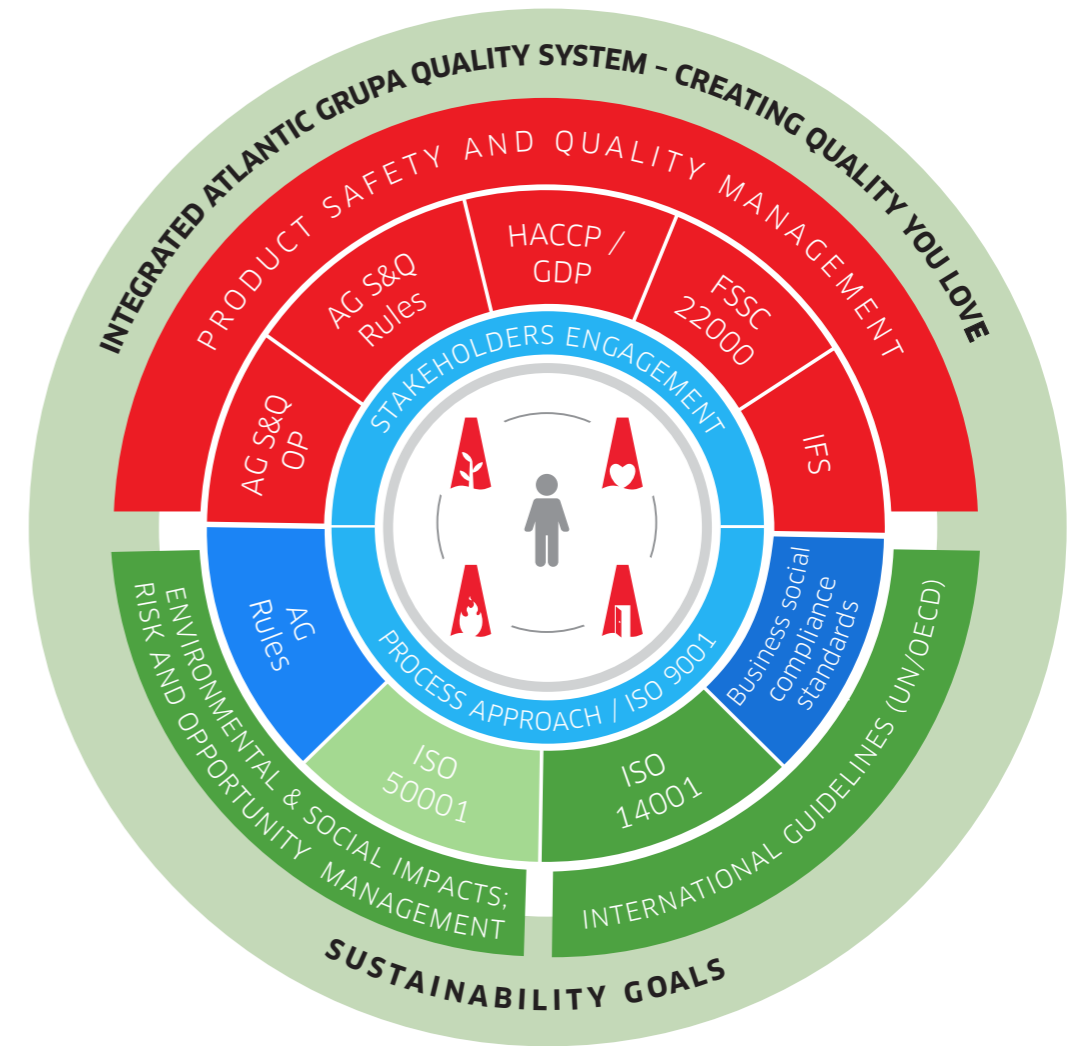 INTEGRATED ATLANTIC GRUPA QUALITY SYSTEM – CREATING QUALITY YOU LOVE
PRODUCT SAFETY AND QUALITY MANAGEMENT
AG S&Q
OP
AG S&Q
Rules
HACCP /
GDP
FSSC
22000
IFS
STAKEHOLDERS ENGAGEMENT
PROCESS APPROACH / ISO 9001
AG
Rules
ISO
50001
ISO
14001
Business social
compliance
standards
ENVIRONMENTAL & SOCIAL IMPACTS;
RISK AND OPPORTUNITY MANAGEMENT
INTERNATIONAL GUIDELINES (UN/OECD)
SUSTAINABILITY GOALS